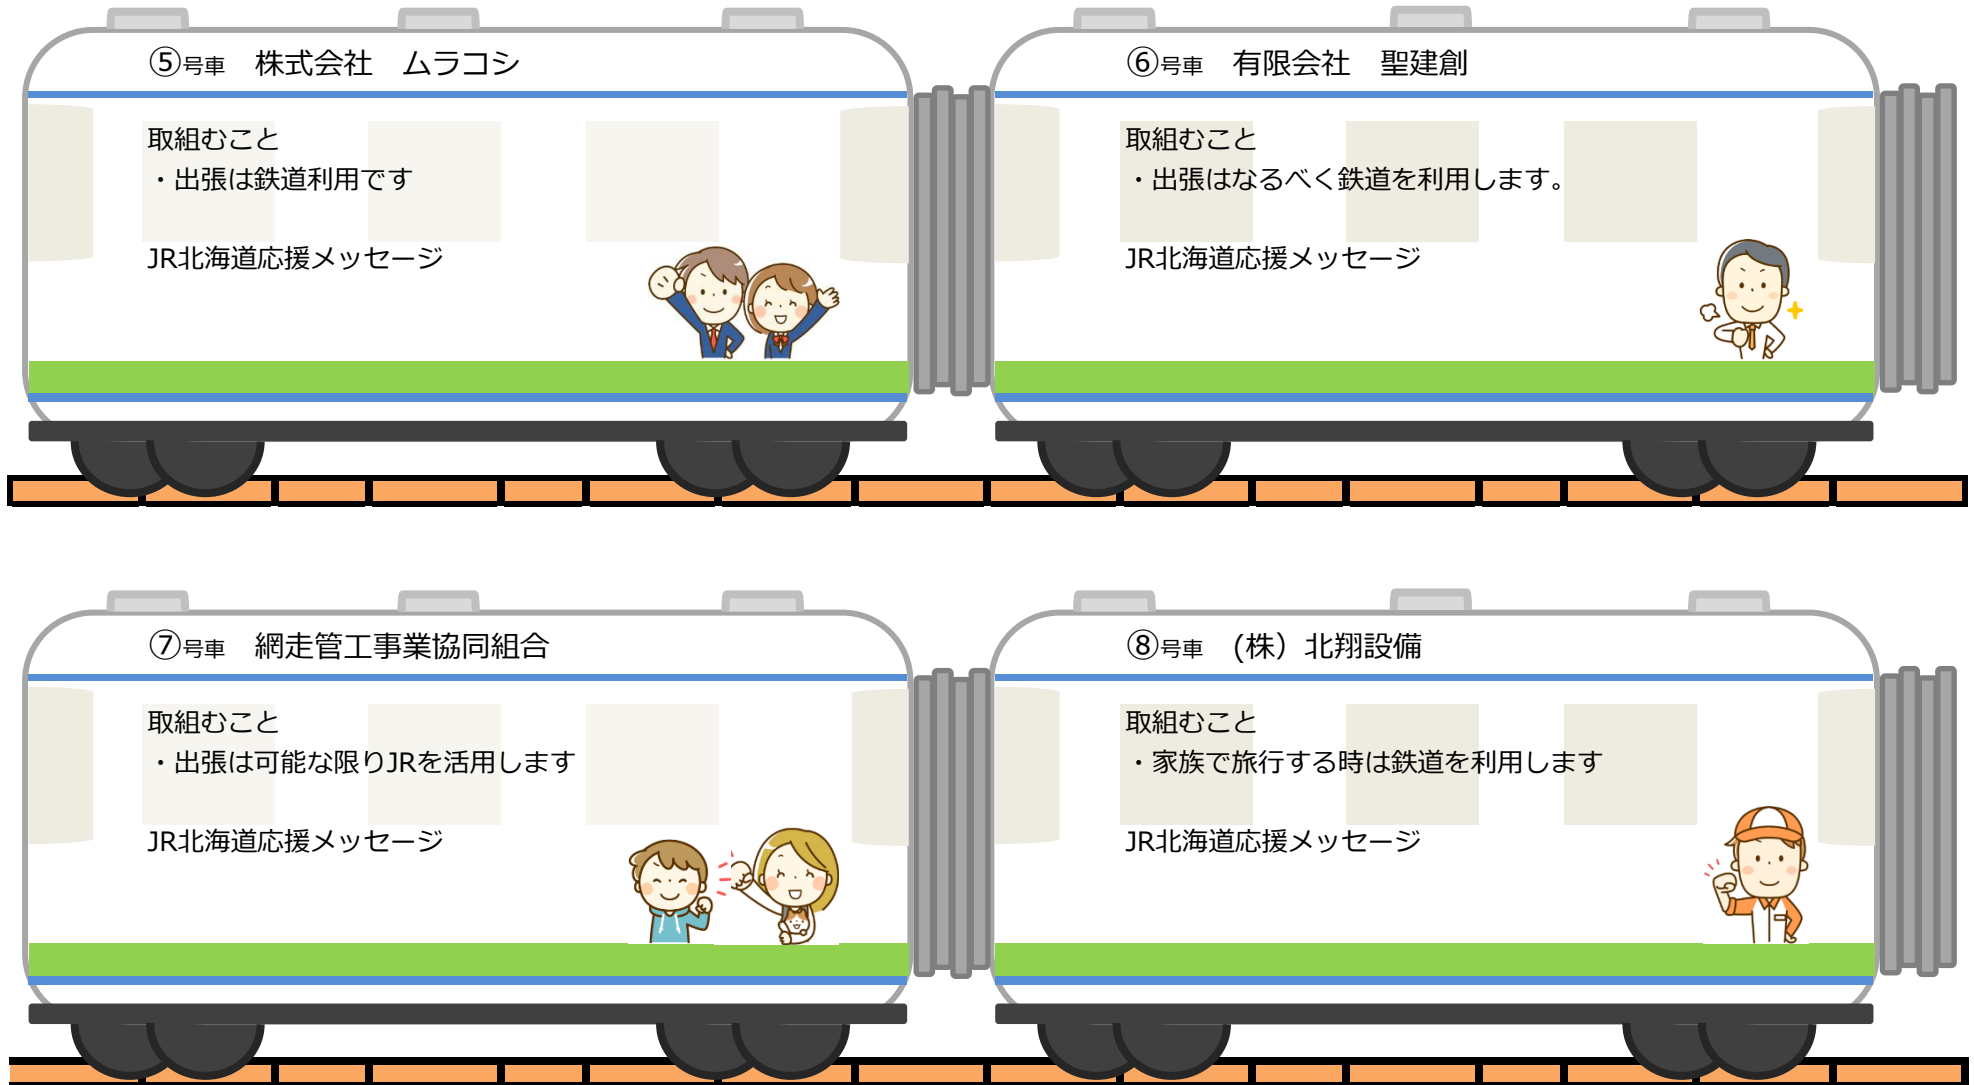 ⑤号車　株式会社　ムラコシ
取組むこと
・出張は鉄道利用です
JR北海道応援メッセージ
⑥号車　有限会社　聖建創
取組むこと
・出張はなるべく鉄道を利用します。
JR北海道応援メッセージ
⑦号車　網走管工事業協同組合
取組むこと
・出張は可能な限りJRを活用します
JR北海道応援メッセージ
⑧号車　(株）北翔設備
取組むこと
・家族で旅行する時は鉄道を利用します
JR北海道応援メッセージ